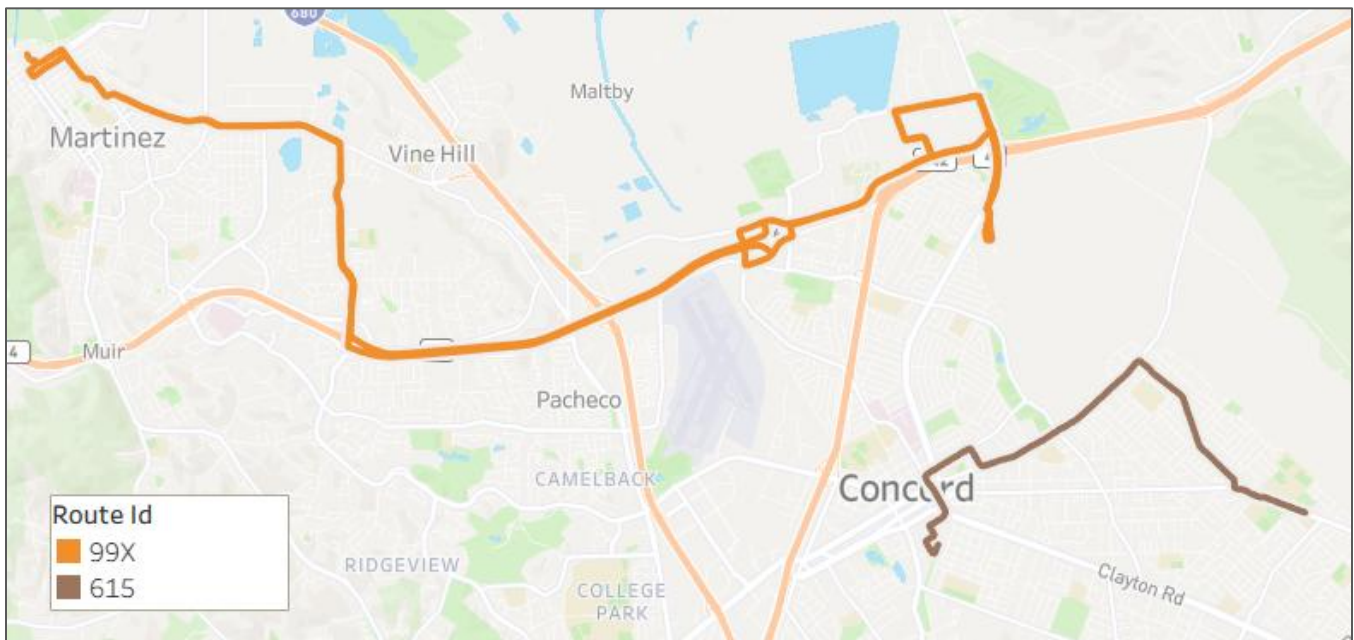 680
Maltby
Martinez
Vine Hill
4
4
Muir
Pacheco
CAMELBACK
Concord
Route Id
99X
615
RIDGEVIEW
COLLEGE
PARK
Clayton Rd